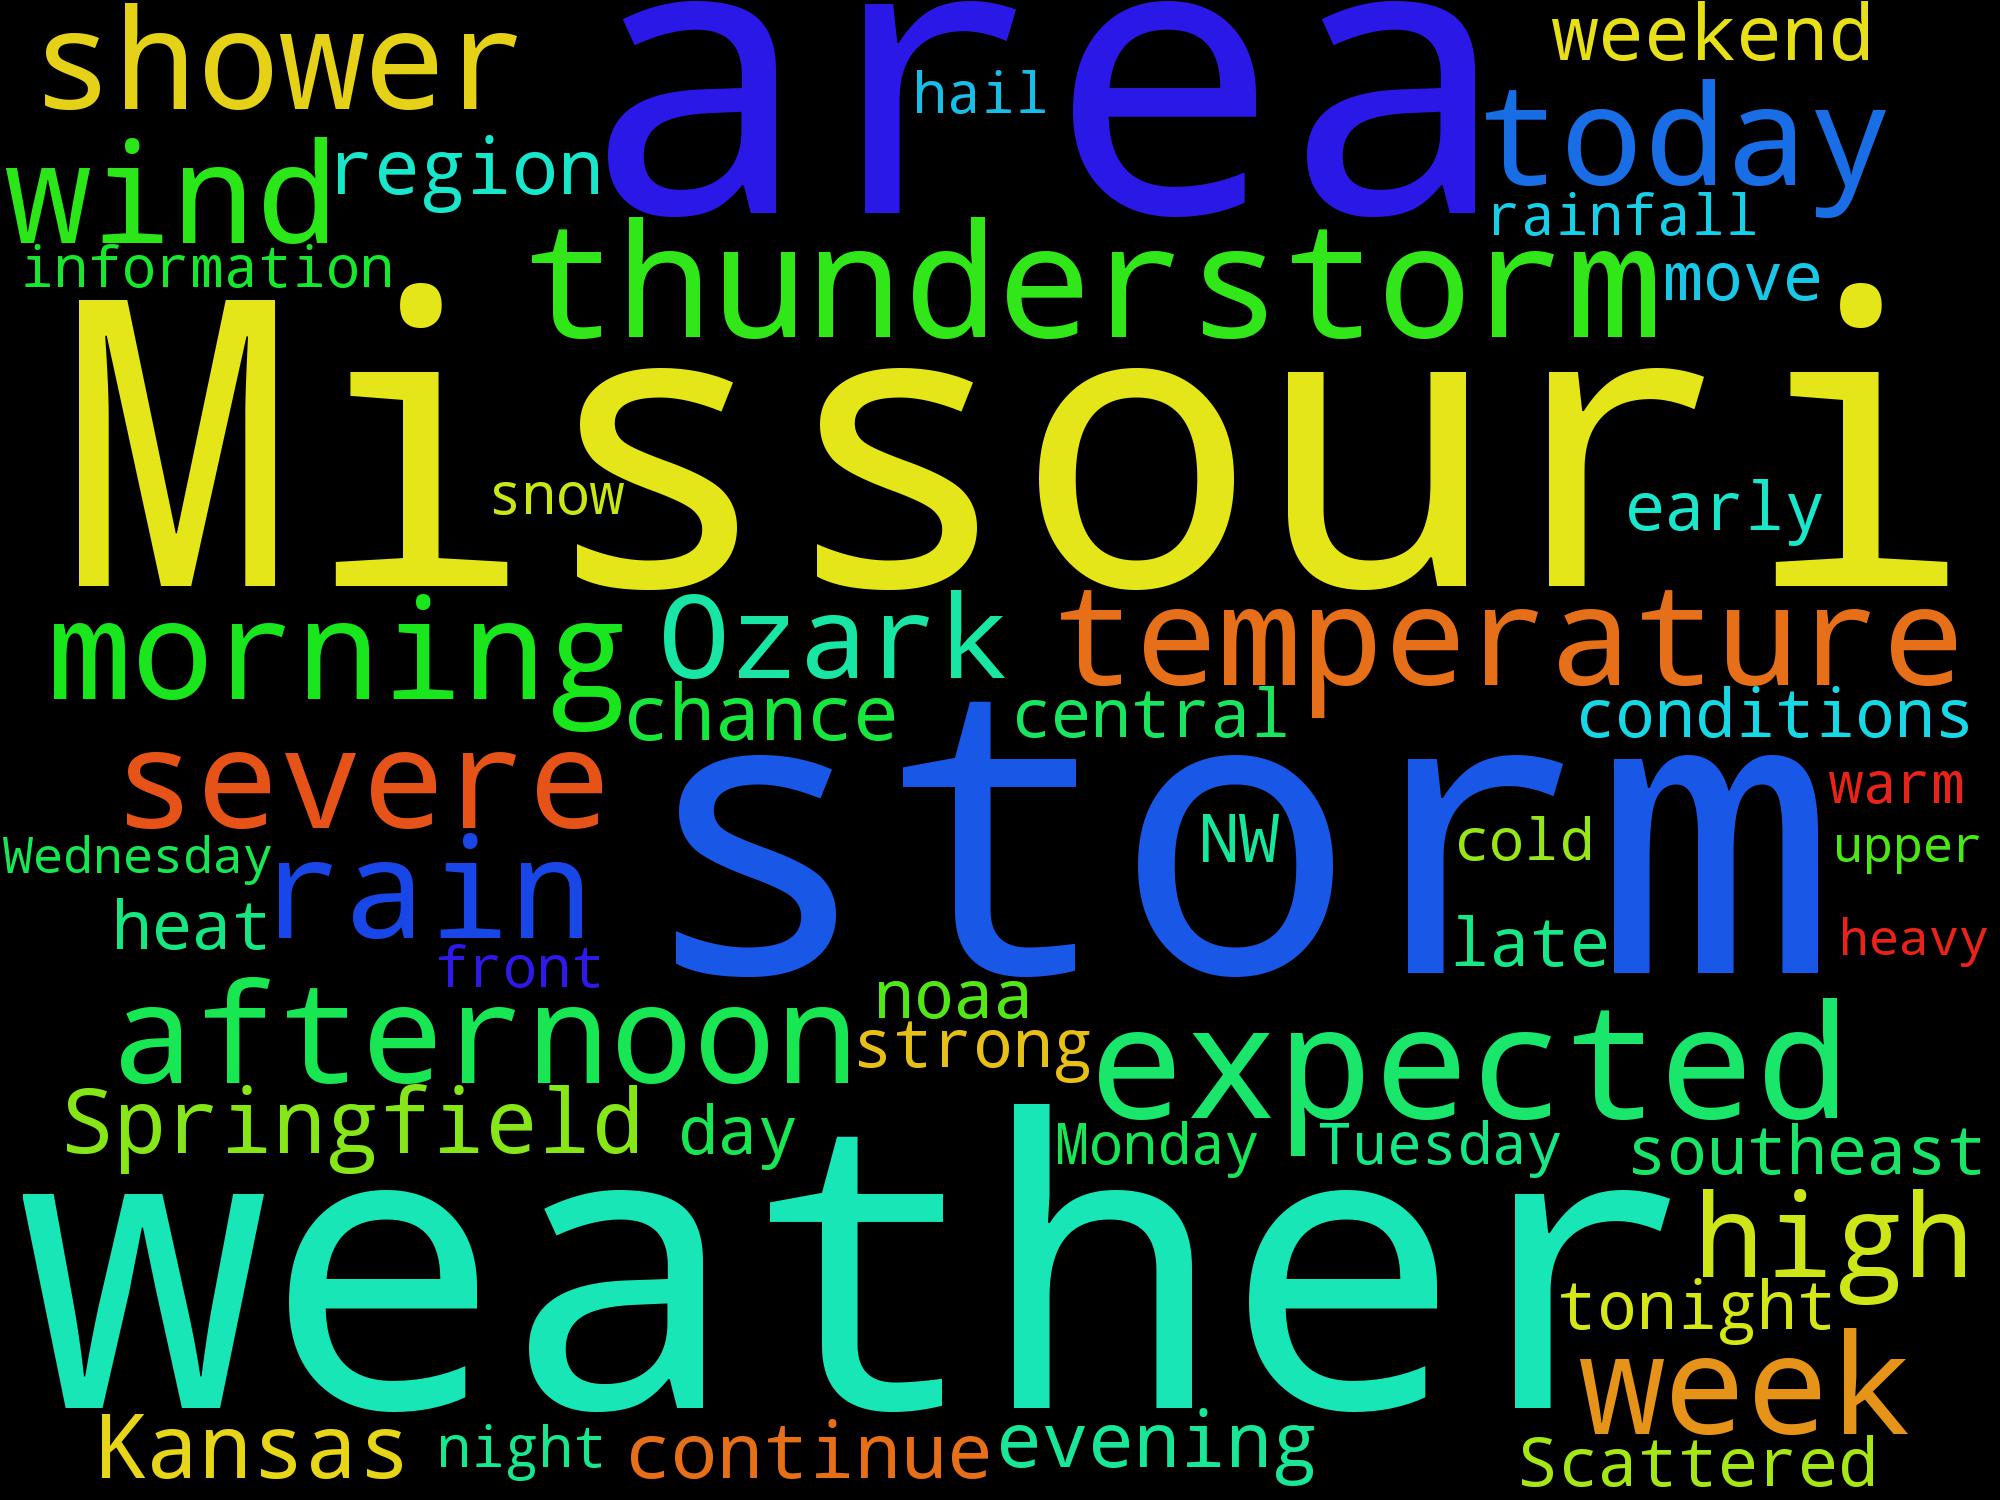 shower area weekend
hail
today
wind region
rainfall
information thunderstorm move
Missouri
snow early
morning Ozark temperature
chance central conditions
severe storm warm
NW cold upper
Wednesday rain
heat late heavy
front
afternoon noaa
strong expected
Springfield day Monday Tuesday southeast
weather high
tonight
week
Kansas night continue evening Scattered